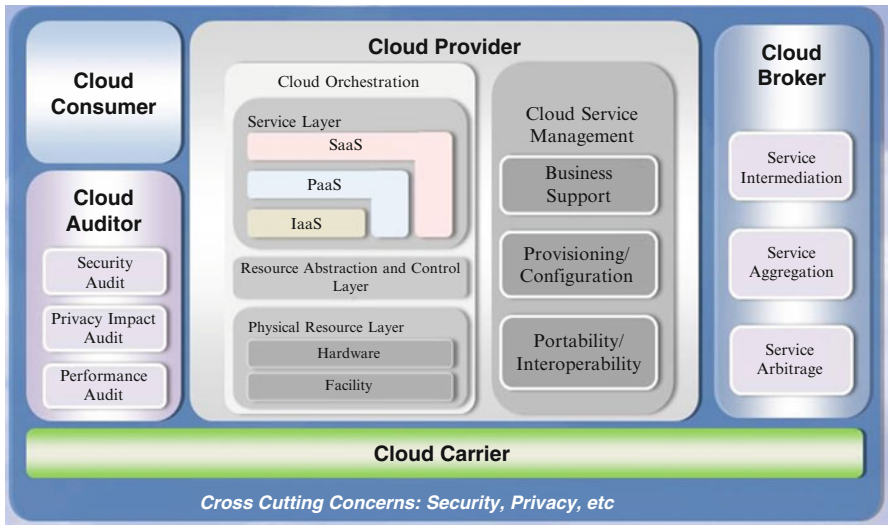 Cloud
Consumer
Cloud
Auditor
Security
Audit
Privacy Impact
Audit
Performance
Audit
Cloud Provider
Cloud Orchestration
Service Layer
SaaS
PaaS
IaaS
Resource Abstraction and Control
Layer
Physical Resource Layer
Hardware
Facility
Cloud Service
Management
Business
Support
Provisioning/
Configuration
Portability/
Interoperability
Cloud
Broker
Service
Intermediation
Service
Aggregation
Service
Arbitrage
Cloud Carrier
Cross Cutting Concerns: Security, Privacy, etc